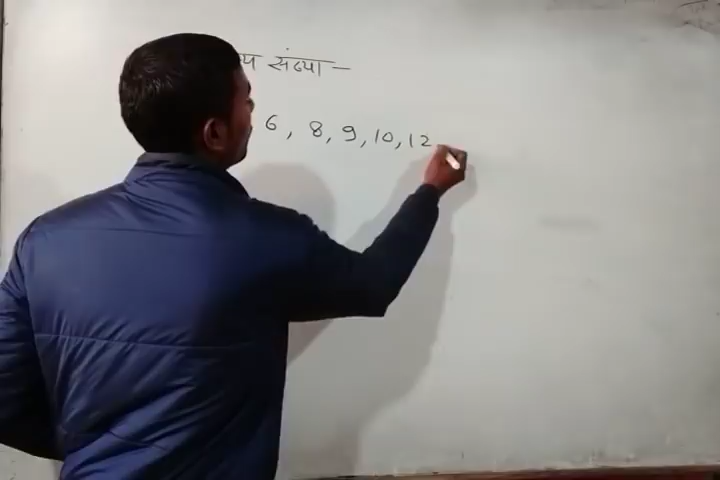 संख्या –
6, 8, 9, 10, 12